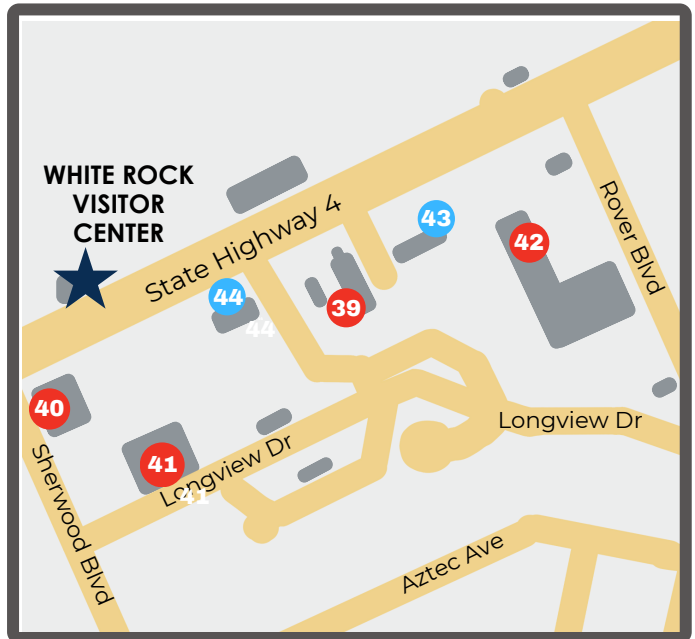 WHITE ROCK
VISITOR
CENTER
State Highway 4
Rover Blvd
43
42
44
44
39
40
41
41
Longview Dr
Longview Dr
Sherwood Blvd
Aztec Ave